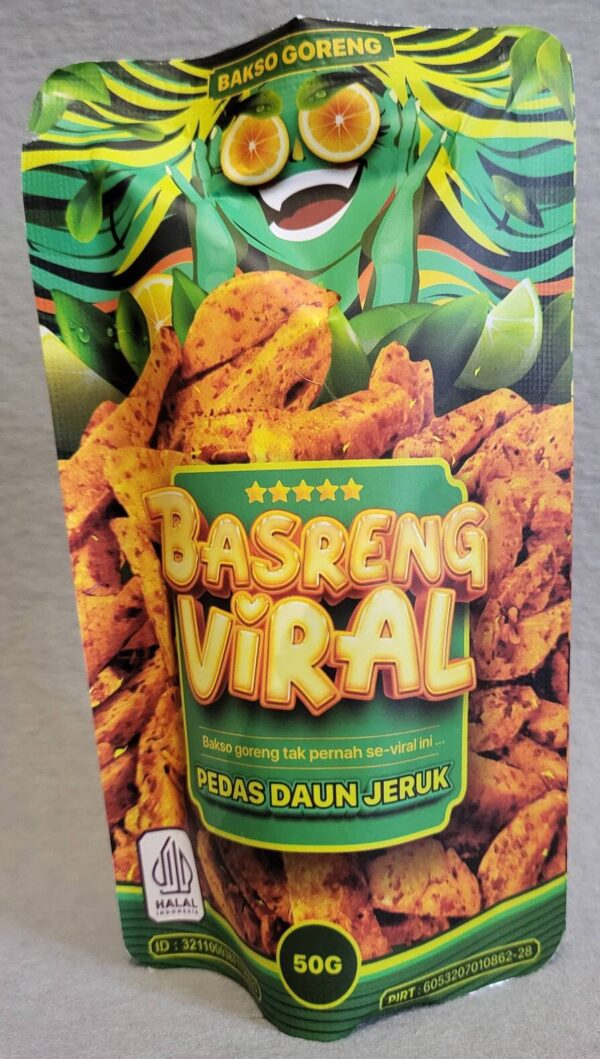 BAKSO GORENG
BASRENG
ViRAL
Bakso goreng tak pernah se-viral ini ...
PEDAS DAUN JERUK
HALAL
INDONESIA
50G
PIRT : 6053207010862-28